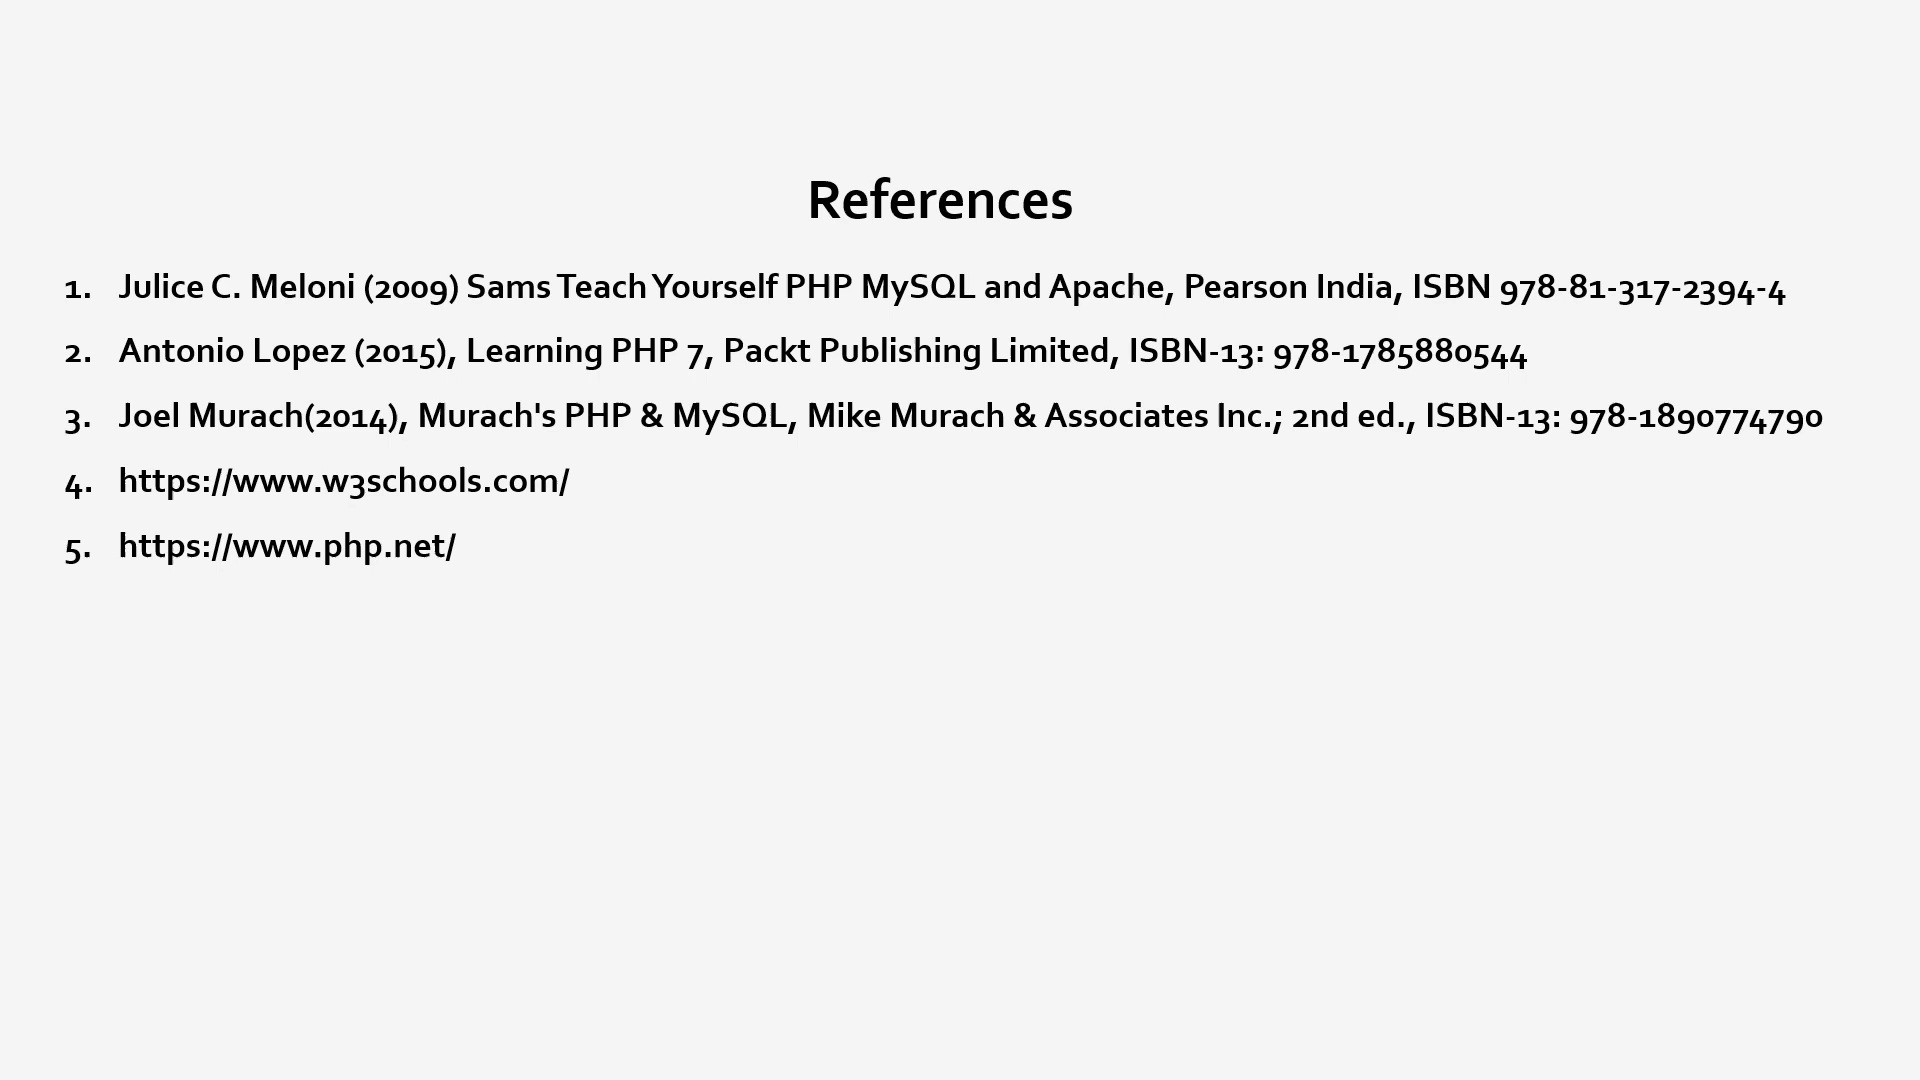 References
1. Julice C. Meloni (2009) Sams Teach Yourself PHP MySQL and Apache, Pearson India, ISBN 978-81-317-2394-4
2. Antonio Lopez (2015), Learning PHP 7, Packt Publishing Limited, ISBN-13: 978-1785880544
3. Joel Murach(2014), Murach's PHP & MySQL, Mike Murach & Associates Inc.; 2nd ed., ISBN-13: 978-1890774790
4. https://www.w3schools.com/
5. https://www.php.net/